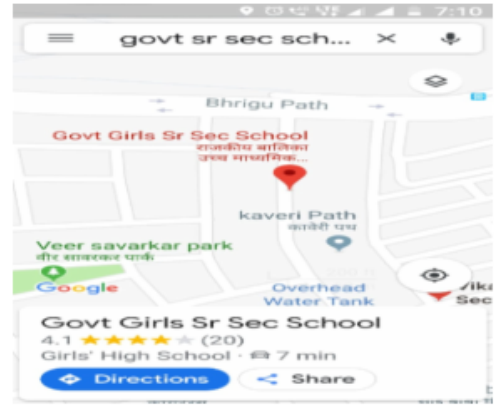 7:10
govt sr sec sch...
Bhrigu Path
Govt Girls Sr Sec School
राजकीय बालिका
उच्च माध्यमिक...
kaveri Path
कावेरी पथ
Veer savarkar park
वीर सावरकर पार्क
Google
Overhead
Water Tank
Vika
Sec
Govt Girls Sr Sec School
4.1 (20)
Girls' High School · 7 min
Directions
Share